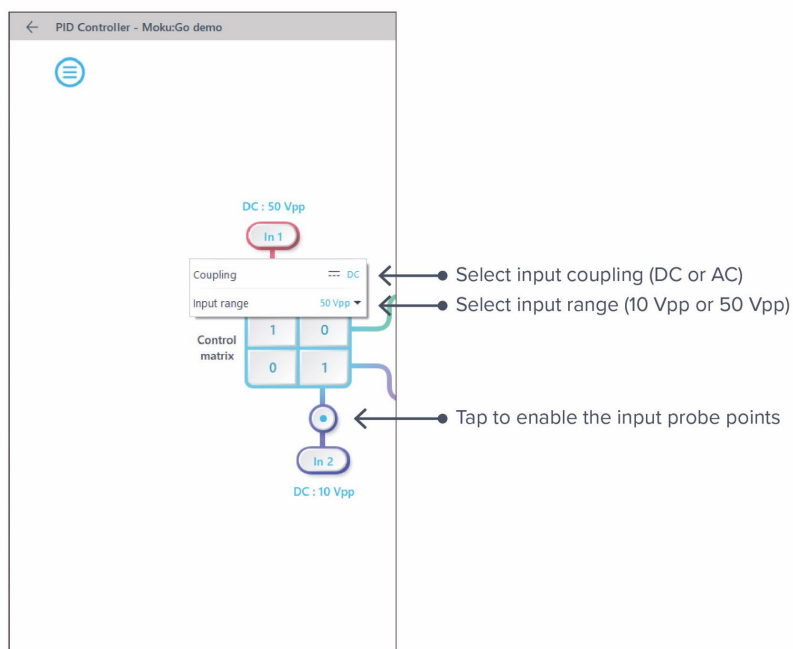 PID Controller - Moku:Go demo
DC : 50 Vpp
In 1
Coupling DC
Input range 50 Vpp
Control
matrix
1 0
0 1
In 2
DC : 10 Vpp
Select input coupling (DC or AC)
Select input range (10 Vpp or 50 Vpp)
Tap to enable the input probe points